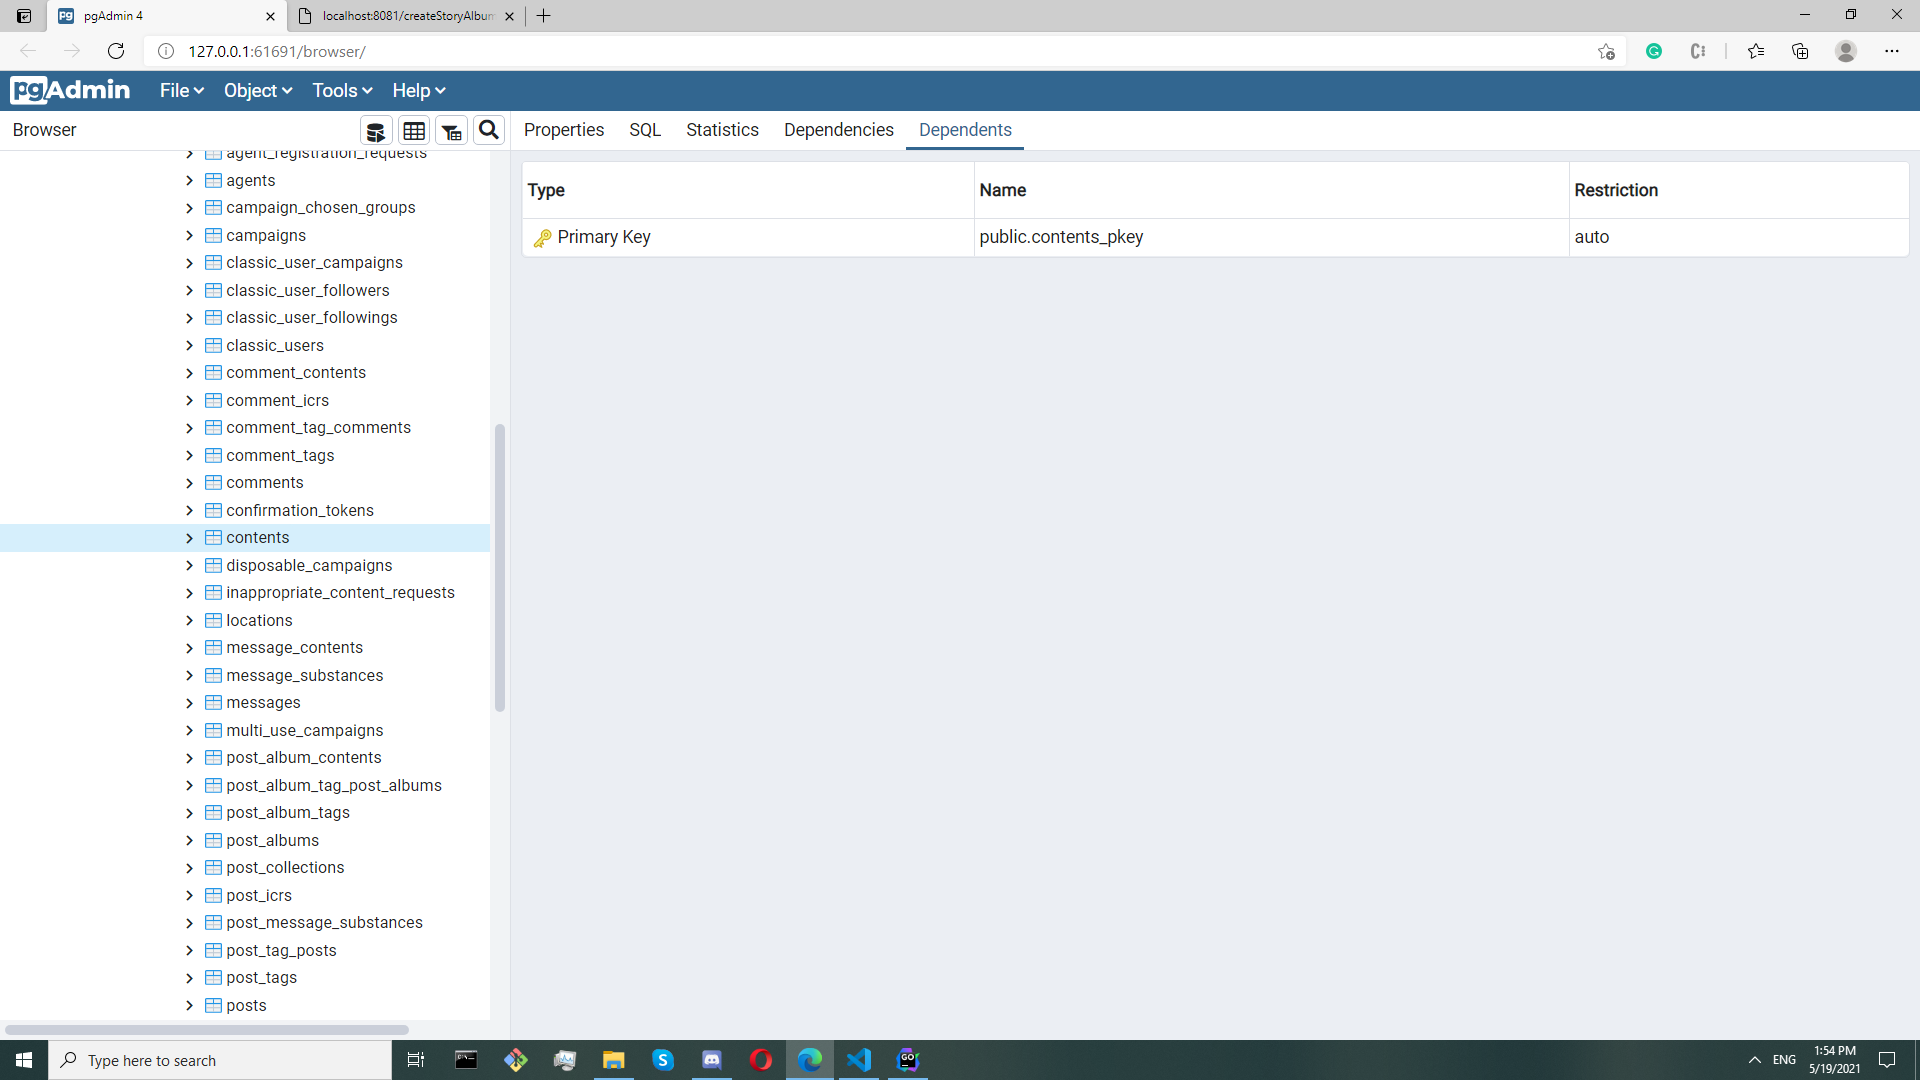 pgAdmin 4
localhost:8081/createStoryAlbum
127.0.0.1:61691/browser/
pgAdmin
File
Object
Tools
Help
Browser
Properties
SQL
Statistics
Dependencies
Dependents
Type
Name
Restriction
Primary Key
public.contents_pkey
auto
agent_registration_requests
agents
campaign_chosen_groups
campaigns
classic_user_campaigns
classic_user_followers
classic_user_followings
classic_users
comment_contents
comment_icrs
comment_tag_comments
comment_tags
comments
confirmation_tokens
contents
disposable_campaigns
inappropriate_content_requests
locations
message_contents
message_substances
messages
multi_use_campaigns
post_album_contents
post_album_tag_post_albums
post_album_tags
post_albums
post_collections
post_icrs
post_message_substances
post_tag_posts
post_tags
posts
Type here to search
GO
ENG
1:54 PM
5/19/2021